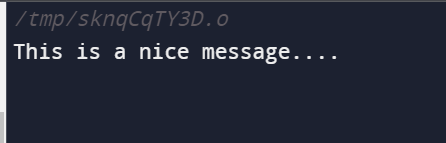 /tmp/sknqCqTY3D.o
This is a nice message....